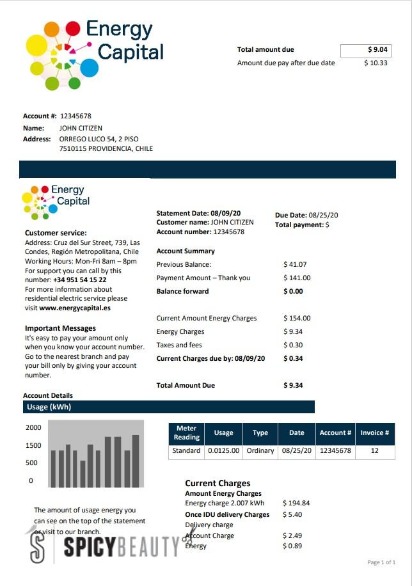 Energy
Capital
Total amount due $ 9.04
Amount due pay after due date $ 10.33
Account #: 12345678
Name: JOHN CITIZEN
Address: ORREGO LUCO 54, 2 PISO
7510115 PROVIDENCIA, CHILE
Energy
Capital
Customer service:
Address: Cruz del Sur Street, 739, Las
Condes, Región Metropolitana, Chile
Working Hours: Mon-Fri 8am – 8pm
For support you can call by this
number: +34 951 54 15 22
For more information about
residential electric service please
visit www.energycapital.es
Important Messages
It's easy to pay your amount only
when you know your account number.
Go to the nearest branch and pay
your bill only by giving your account
number.
Statement Date: 08/09/20
Customer name: JOHN CITIZEN
Account number: 12345678
Due Date: 08/25/20
Total payment: $
Account Summary
Previous Balance: $ 41.07
Payment Amount – Thank you $ 141.00
Balance forward $ 0.00
Current Amount Energy Charges $ 154.00
Energy Charges $ 9.34
Taxes and fees $ 0.30
Current Charges due by: 08/09/20 $ 0.34
Total Amount Due $ 9.34
Account Details
Usage (kWh)
2000
1500
500
0
The amount of usage energy you
can see on the top of the statement
or visit to our branch.
Meter Reading Usage Type Date Account # Invoice #
Standard 0.0125.00 Ordinary 08/25/20 12345678 12
Current Charges
Amount Energy Charges
Energy charge 2.007 kWh $ 194.84
Once IDU delivery Charges $ 5.40
Delivery charge
Account Charge $ 2.49
Energy $ 0.89
SPICYBEAUTY
Page 1 of 1